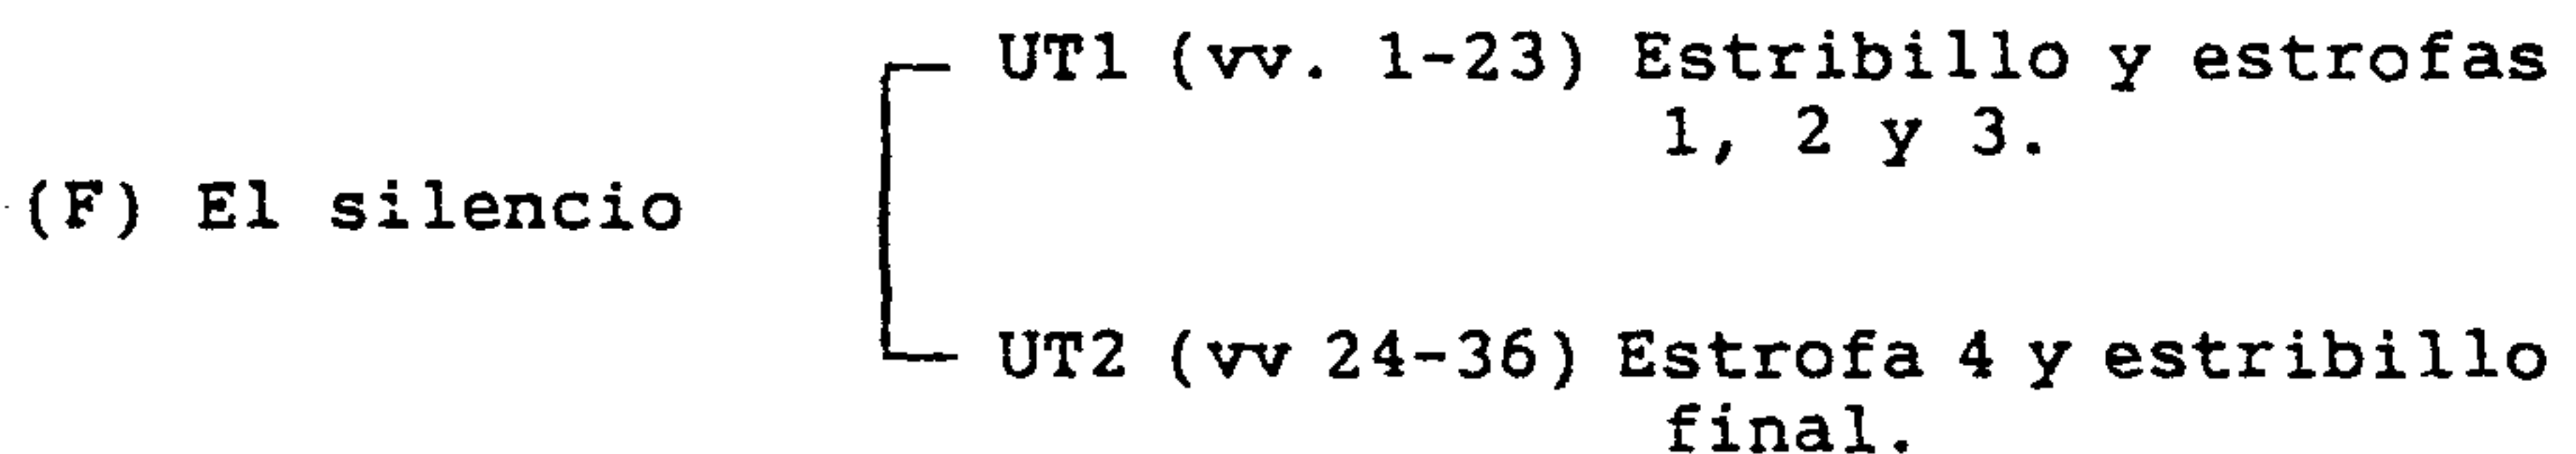 UT1 (vv. 1-23) Estribillo y estrofas
1, 2 y 3.
(F) El silencio
UT2 (vv 24-36) Estrofa 4 y estribillo
final.